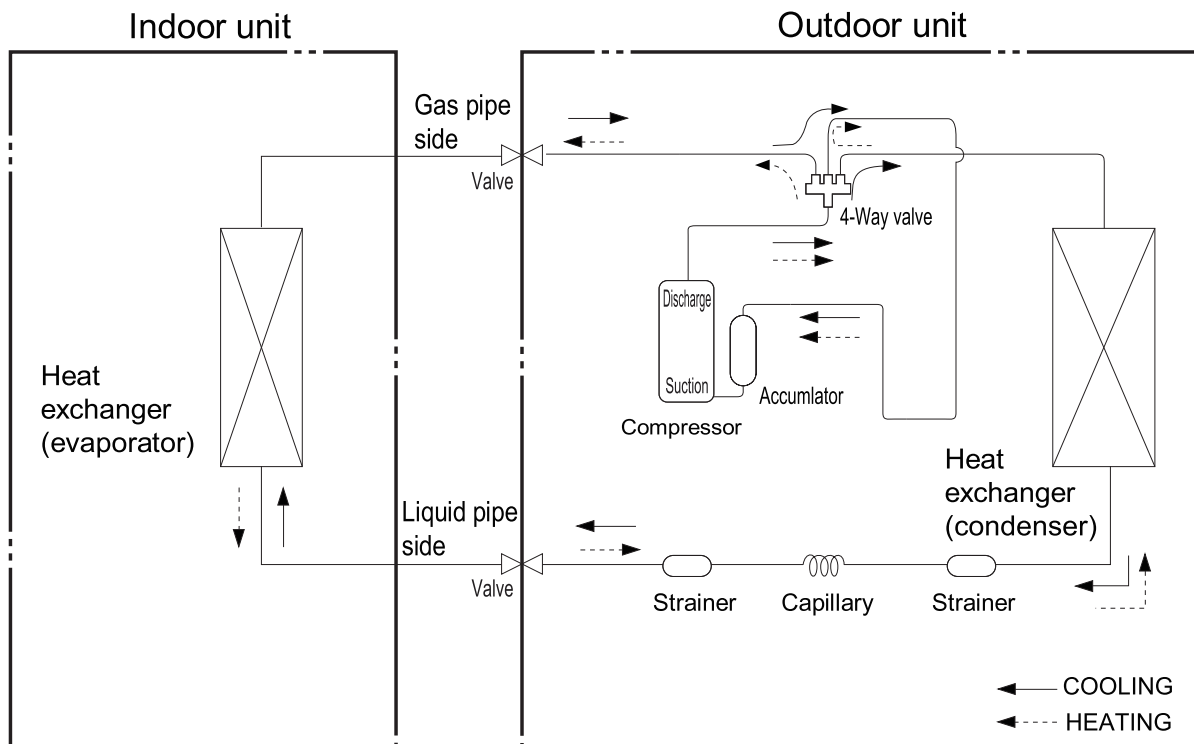 Indoor unit
Outdoor unit
Gas pipe
side
Valve
4-Way valve
Discharge
Suction
Accumlator
Compressor
Heat
exchanger
(evaporator)
Heat
exchanger
(condenser)
Liquid pipe
side
Valve
Strainer
Capillary
Strainer
COOLING
HEATING